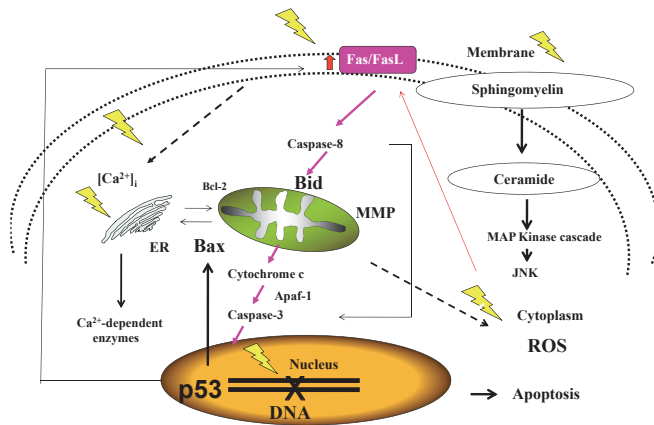 Membrane
Fas/FasL
Sphingomyelin
Caspase-8
[Ca²⁺]ᵢ
Bid
Ceramide
Bcl-2
MMP
ER
Bax
MAP Kinase cascade
Cytochrome c
JNK
Apaf-1
Caspase-3
Ca²⁺-dependent
enzymes
Cytoplasm
ROS
Nucleus
p53
DNA
Apoptosis